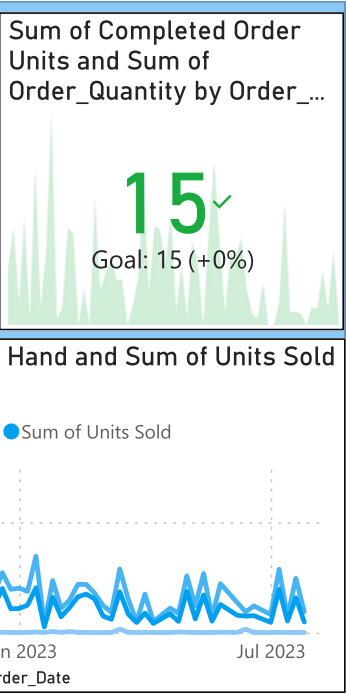 Sum of Completed Order
Units and Sum of
Order_Quantity by Order_...
15
Goal: 15 (+0%)
Hand and Sum of Units Sold
Sum of Units Sold
n 2023
Jul 2023
rder_Date